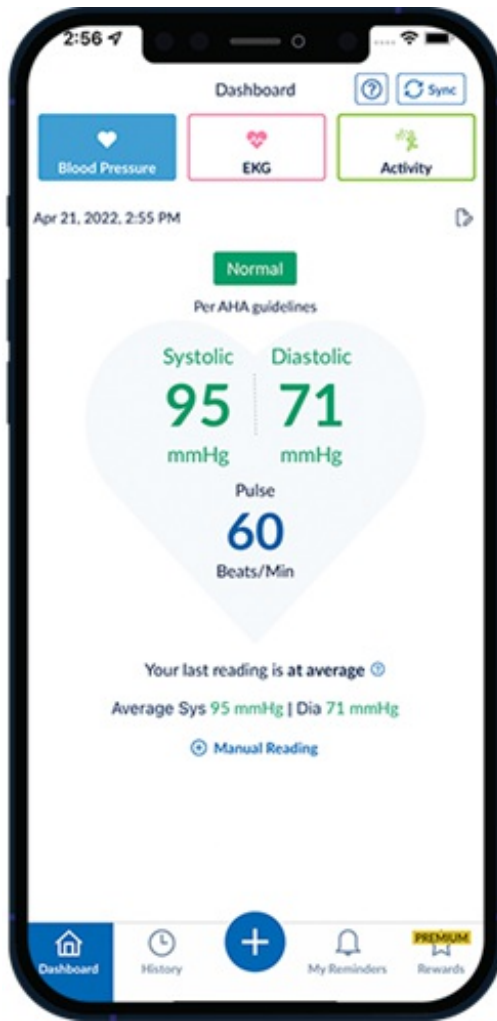 2:56
Dashboard
Sync
Blood Pressure
EKG
Activity
Apr 21, 2022, 2:55 PM
Normal
Per AHA guidelines
Systolic Diastolic
95 71
mmHg mmHg
Pulse
60
Beats/Min
Your last reading is at average ?
Average Sys 95 mmHg | Dia 71 mmHg
Manual Reading
PREMIUM
Dashboard History My Reminders Rewards